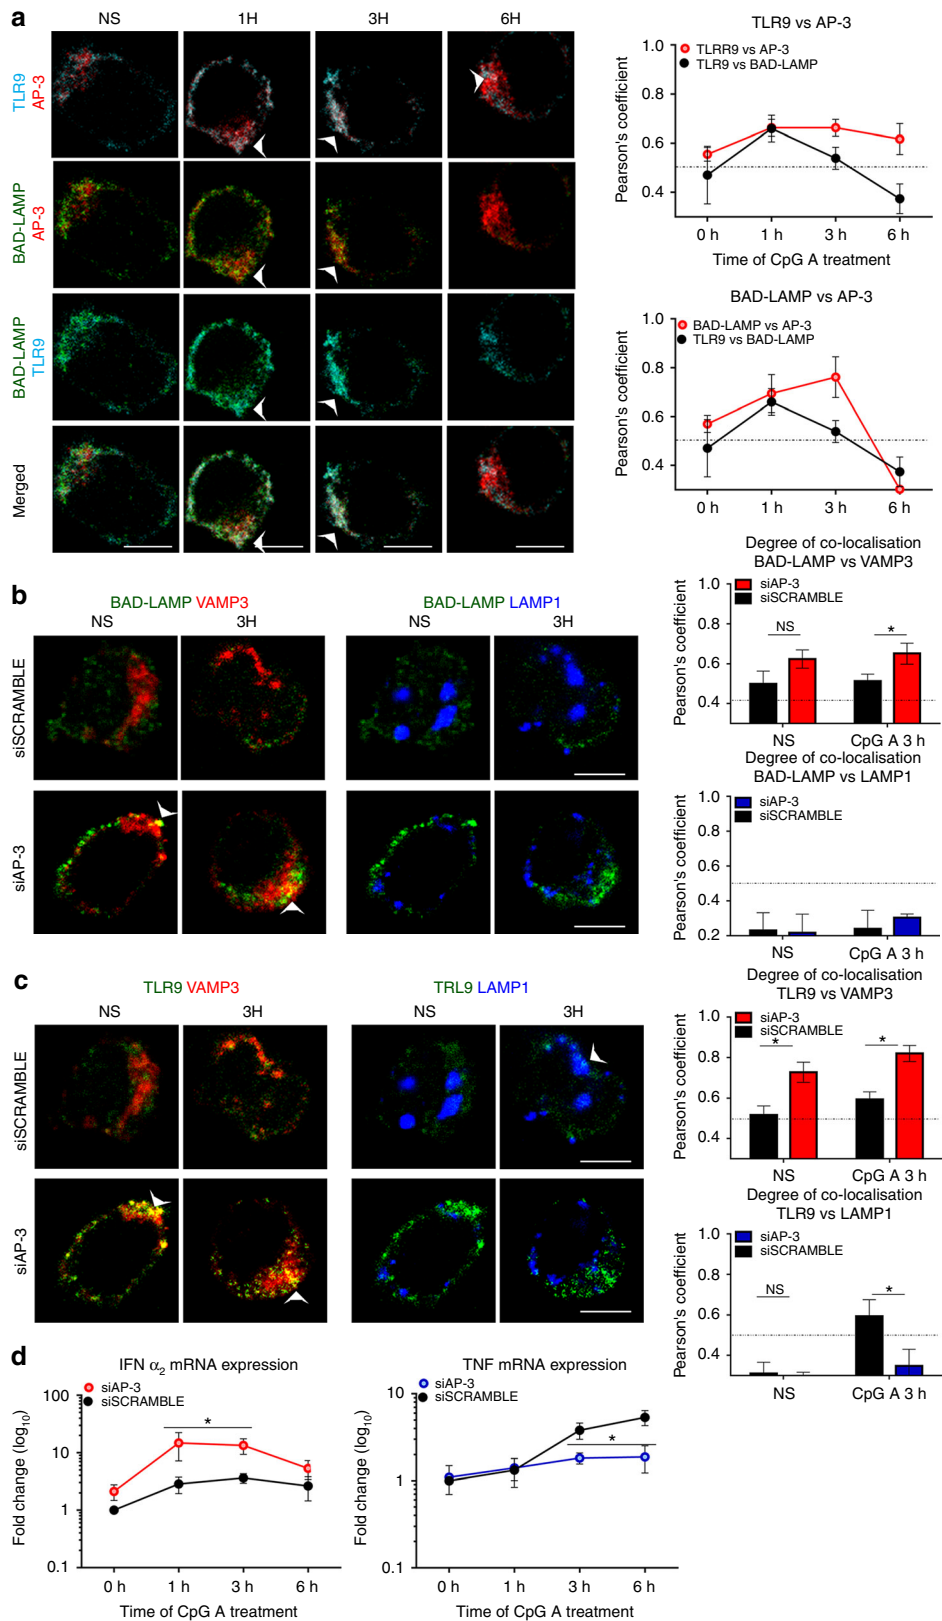 a
NS 1H 3H 6H
TLR9
AP-3
BAD-LAMP
AP-3
BAD-LAMP
TLR9
Merged
TLR9 vs AP-3
TLRR9 vs AP-3
TLR9 vs BAD-LAMP
Pearson's coefficient
1.0
0.8
0.6
0.4
0 h 1 h 3 h 6 h
Time of CpG A treatment
BAD-LAMP vs AP-3
BAD-LAMP vs AP-3
TLR9 vs BAD-LAMP
Pearson's coefficient
1.0
0.8
0.6
0.4
0 h 1 h 3 h 6 h
b
BAD-LAMP VAMP3
NS 3H
BAD-LAMP LAMP1
NS 3H
siSCRAMBLE
siAP-3
Degree of co-localisation
BAD-LAMP vs VAMP3
siAP-3
siSCRAMBLE
Pearson's coefficient
1.0
0.8
0.6
0.4
NS *
NS CpG A 3 h
Degree of co-localisation
BAD-LAMP vs LAMP1
siAP-3
siSCRAMBLE
Pearson's coefficient
1.0
0.8
0.6
0.4
0.2
NS CpG A 3 h
c
TLR9 VAMP3
NS 3H
TRL9 LAMP1
NS 3H
siSCRAMBLE
siAP-3
Degree of co-localisation
TLR9 vs VAMP3
siAP-3
siSCRAMBLE
Pearson's coefficient
1.0
0.8
0.6
0.4
* *
NS CpG A 3 h
Degree of co-localisation
TLR9 vs LAMP1
siAP-3
siSCRAMBLE
Pearson's coefficient
1.0
0.8
0.6
0.4
NS *
NS CpG A 3 h
d
IFN α2 mRNA expression
siAP-3
siSCRAMBLE
Fold change (log10)
100
10
1
0.1
*
0 h 1 h 3 h 6 h
Time of CpG A treatment
TNF mRNA expression
siAP-3
siSCRAMBLE
Fold change (log10)
10
1
0.1
*
0 h 1 h 3 h 6 h
Time of CpG A treatment